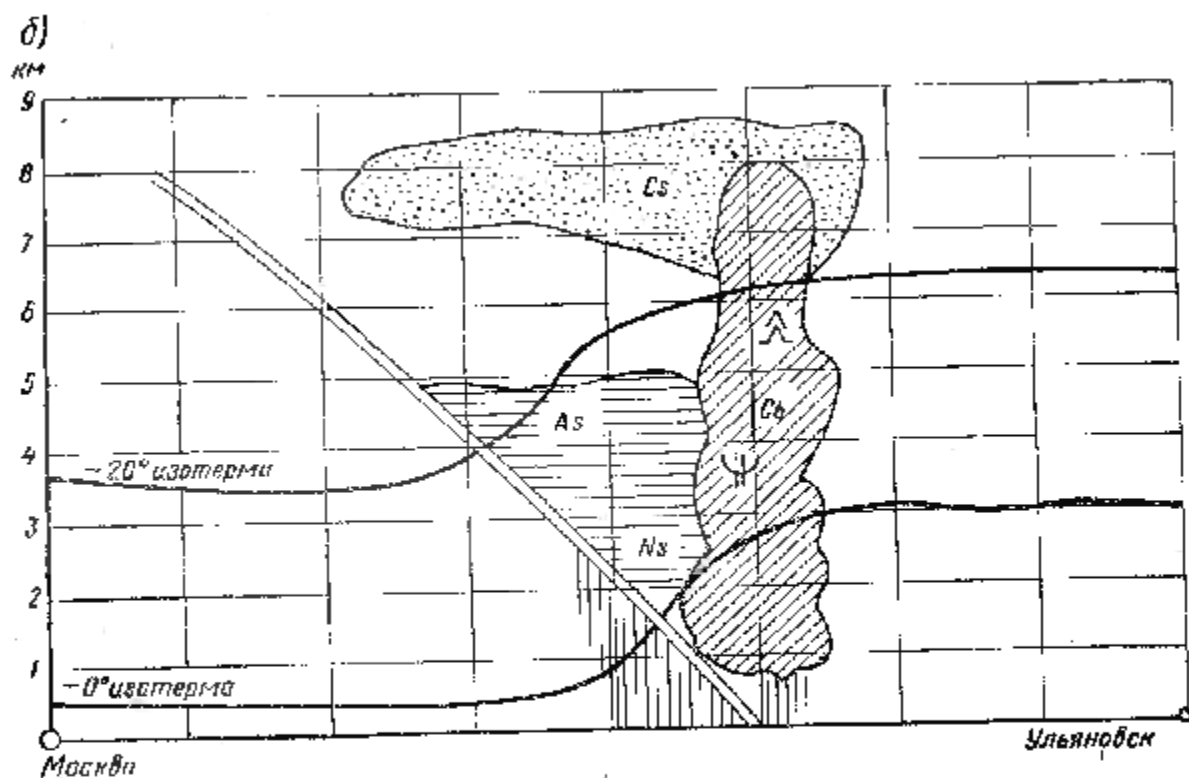 б)
км
9
8
7
6
5
4
3
2
1
Cs
As
Cb
Ns
-20° изотерма
-0° изотерма
Москва
Ульяновск